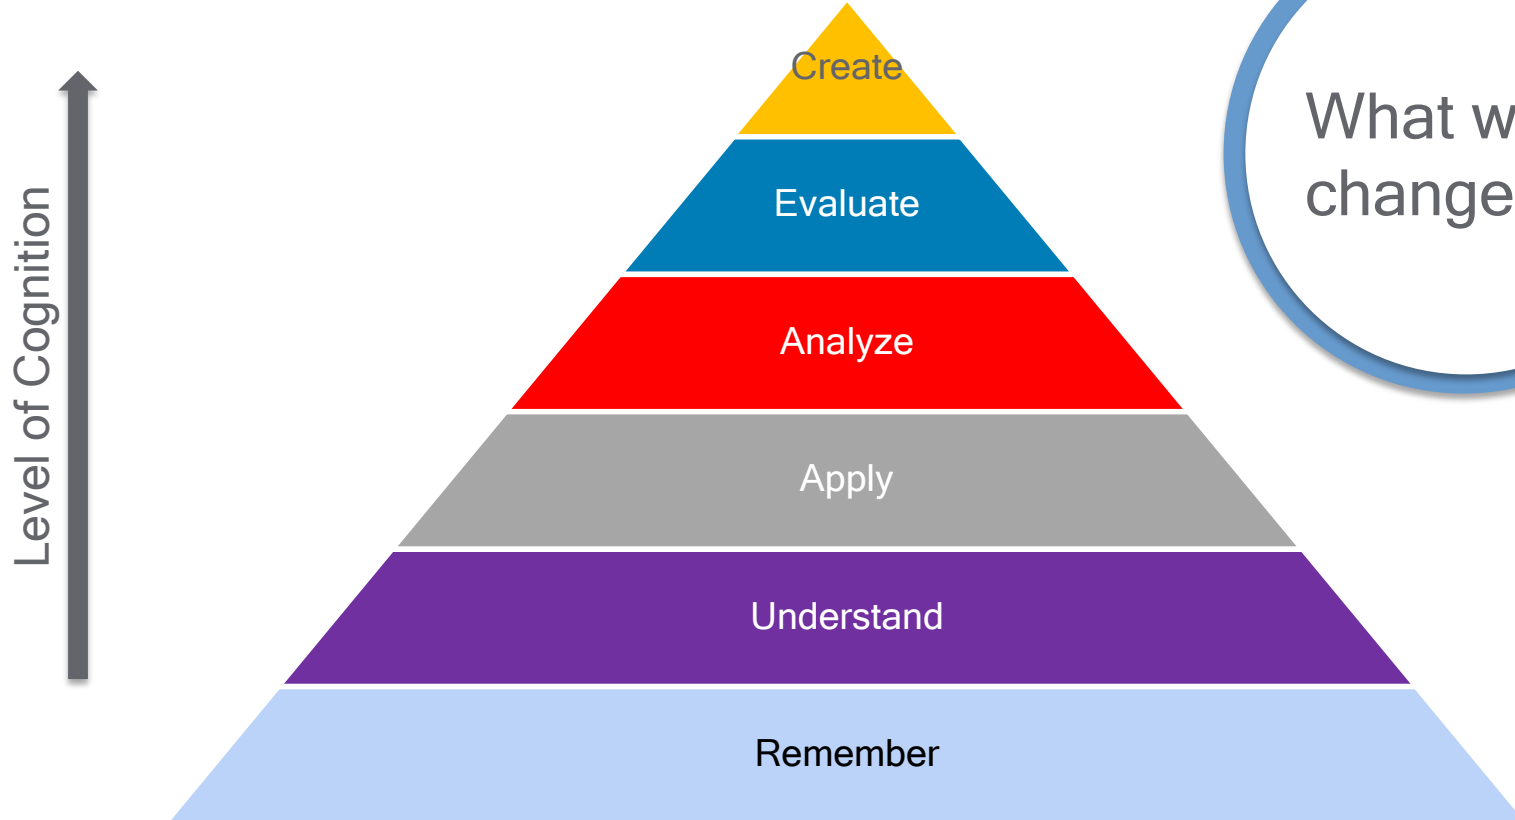 Level of Cognition
Create
Evaluate
Analyze
Apply
Understand
Remember
What
change